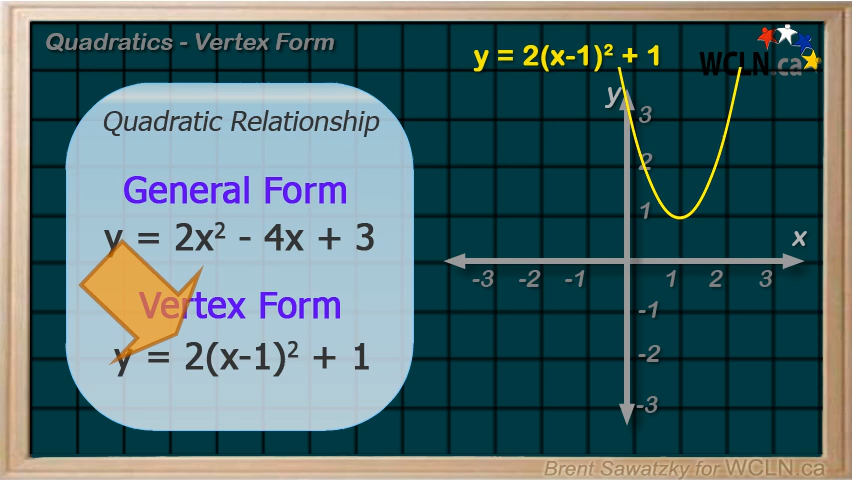 Quadratics - Vertex Form
y = 2(x-1)² + 1
WCLN.ca
Quadratic Relationship
General Form
y = 2x² - 4x + 3
Vertex Form
y = 2(x-1)² + 1
y
3
2
1
x
-3 -2 -1 1 2 3
-1
-2
-3
Brent Sawatzky for WCLN.ca